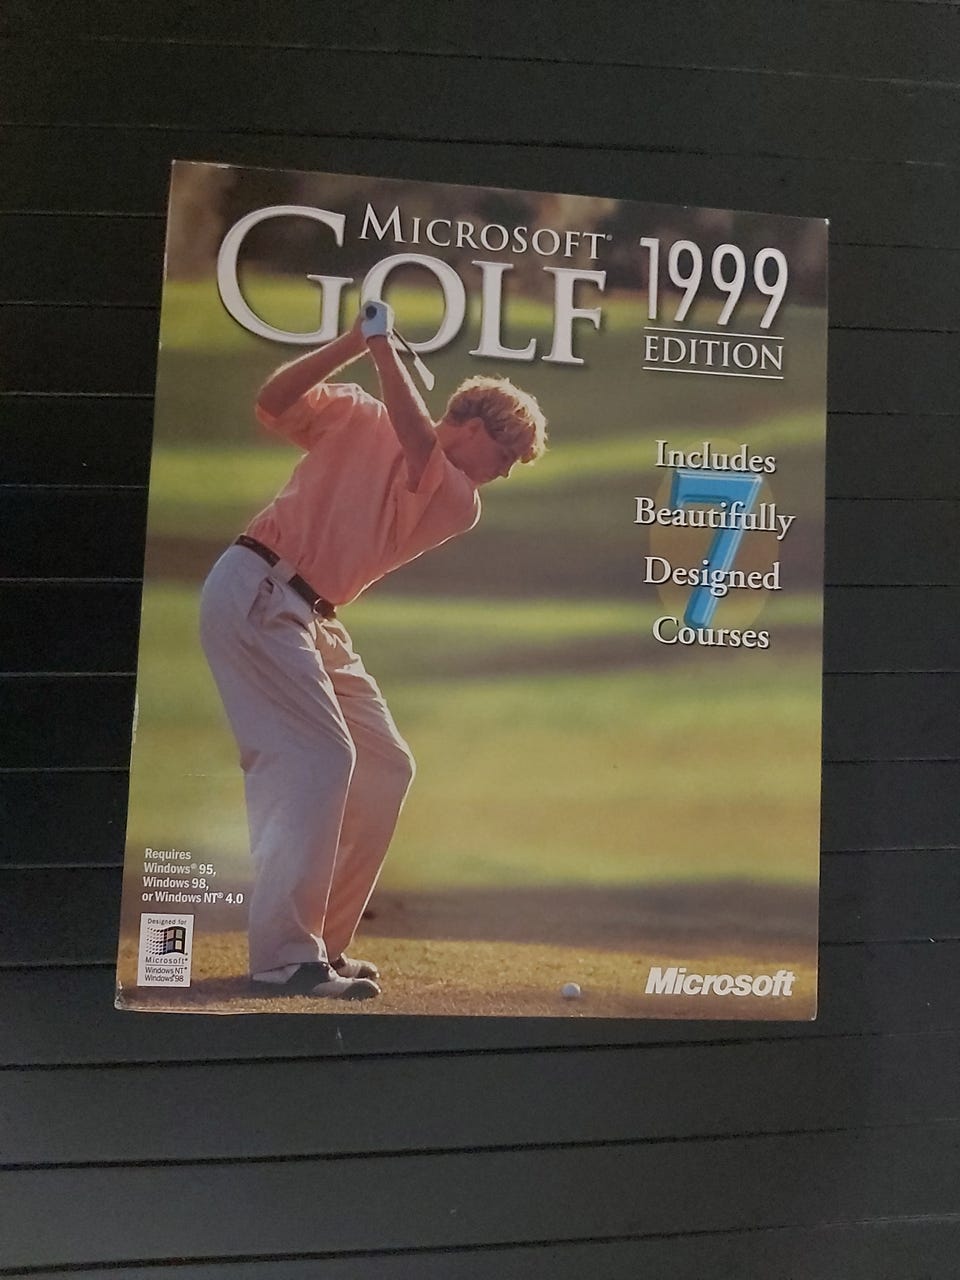 MICROSOFT®
GOLF
1999
EDITION
Includes
7
Beautifully
Designed
Courses
Requires
Windows® 95,
Windows 98,
or Windows NT® 4.0
Designed for
Microsoft®
Windows NT®
Windows®98
Microsoft